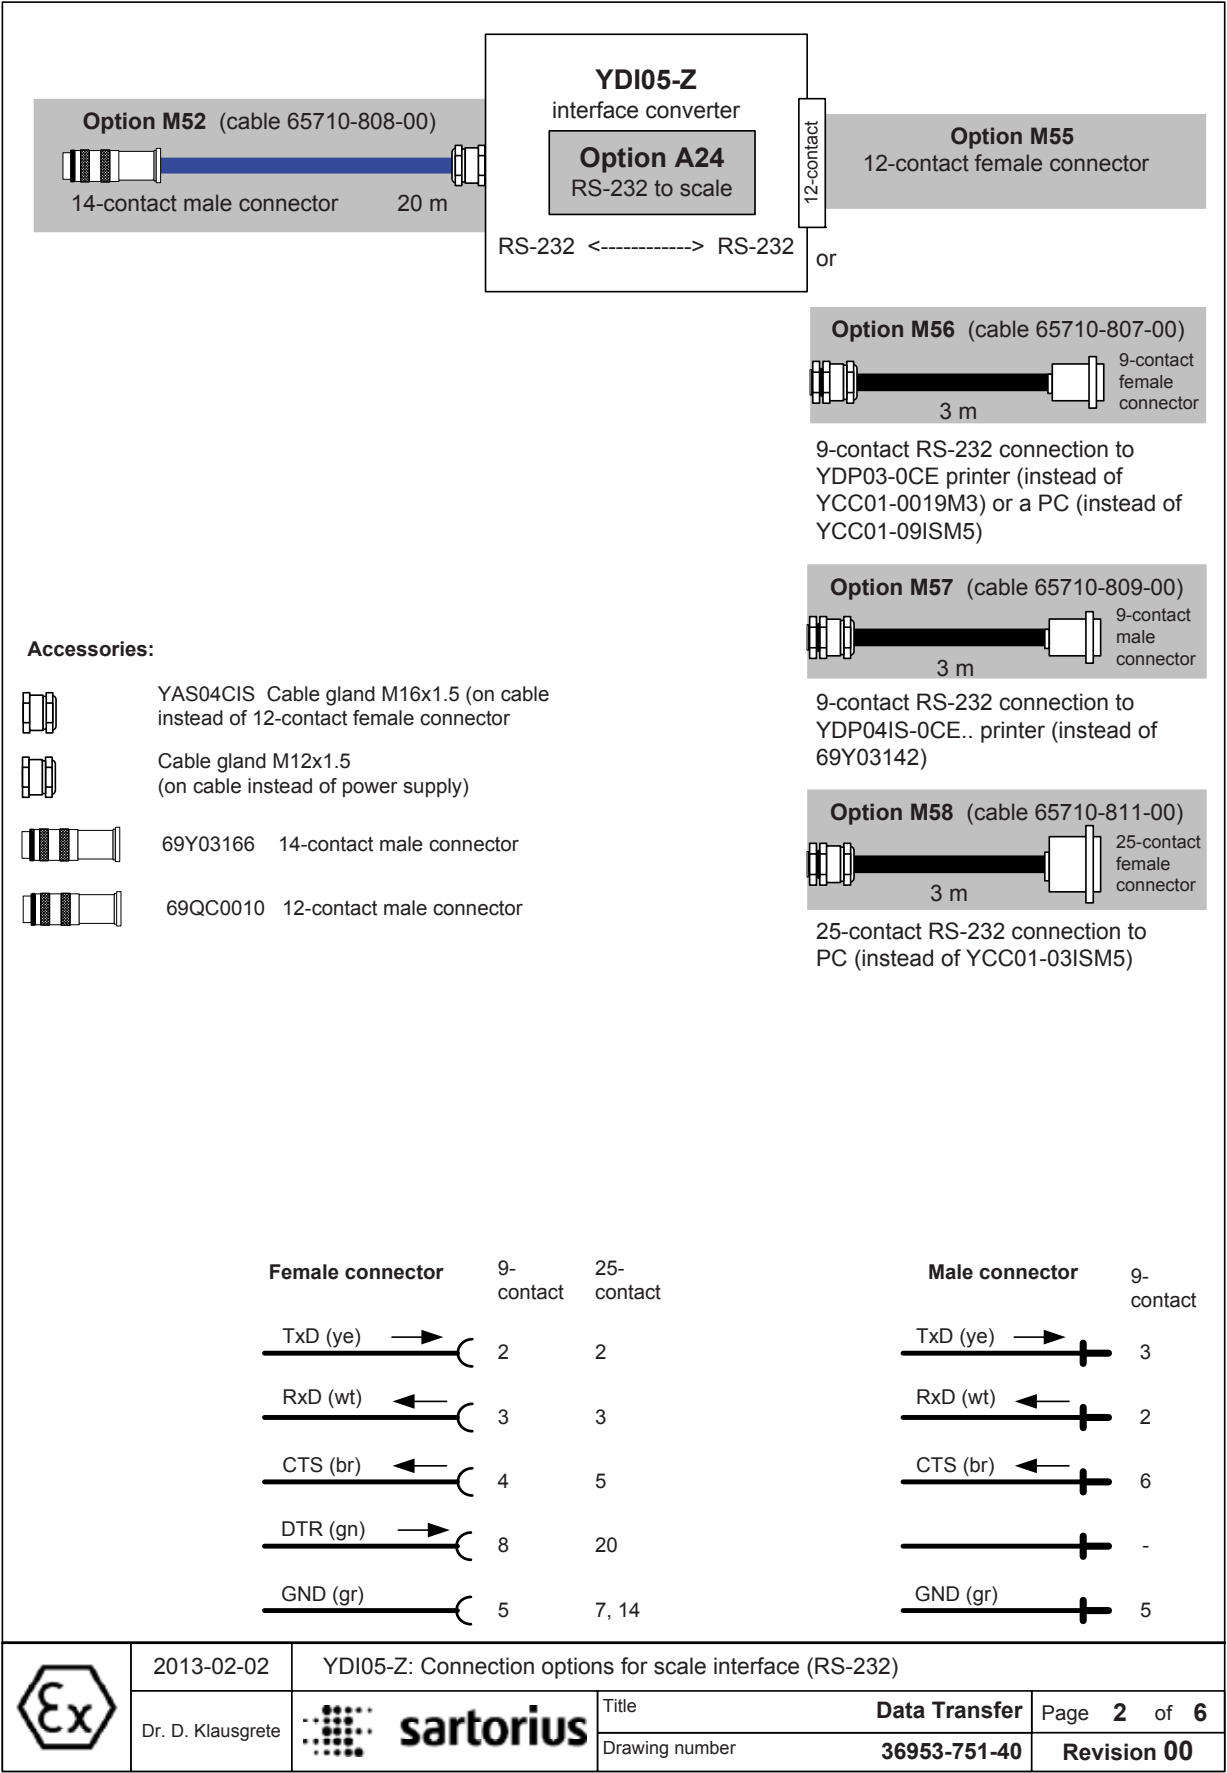 YDI05-Z
interface converter
Option A24
RS-232 to scale
RS-232 <------------> RS-232
Option M52 (cable 65710-808-00)
14-contact male connector 20 m
12-contact
Option M55
12-contact female connector
or
Option M56 (cable 65710-807-00)
9-contact
female
connector
3 m
9-contact RS-232 connection to
YDP03-0CE printer (instead of
YCC01-0019M3) or a PC (instead of
YCC01-09ISM5)
Option M57 (cable 65710-809-00)
9-contact
male
connector
3 m
9-contact RS-232 connection to
YDP04IS-0CE.. printer (instead of
69Y03142)
Option M58 (cable 65710-811-00)
25-contact
female
connector
3 m
25-contact RS-232 connection to
PC (instead of YCC01-03ISM5)
Accessories:
YAS04CIS Cable gland M16x1.5 (on cable
instead of 12-contact female connector
Cable gland M12x1.5
(on cable instead of power supply)
69Y03166 14-contact male connector
69QC0010 12-contact male connector
Female connector 9-contact 25-contact
TxD (ye) 2 2
RxD (wt) 3 3
CTS (br) 4 5
DTR (gn) 8 20
GND (gr) 5 7, 14
Male connector 9-contact
TxD (ye) 3
RxD (wt) 2
CTS (br) 6
-
GND (gr) 5
Ex
2013-02-02
YDI05-Z: Connection options for scale interface (RS-232)
Dr. D. Klausgrete
sartorius
Title Data Transfer
Page 2 of 6
Drawing number 36953-751-40
Revision 00